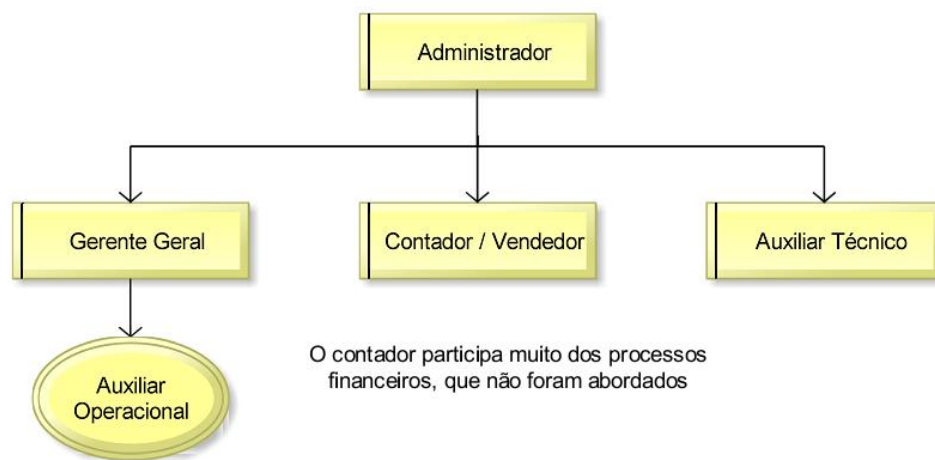 Administrador
Gerente Geral
Contador / Vendedor
Auxiliar Técnico
Auxiliar
Operacional
O contador participa muito dos processos
financeiros, que não foram abordados